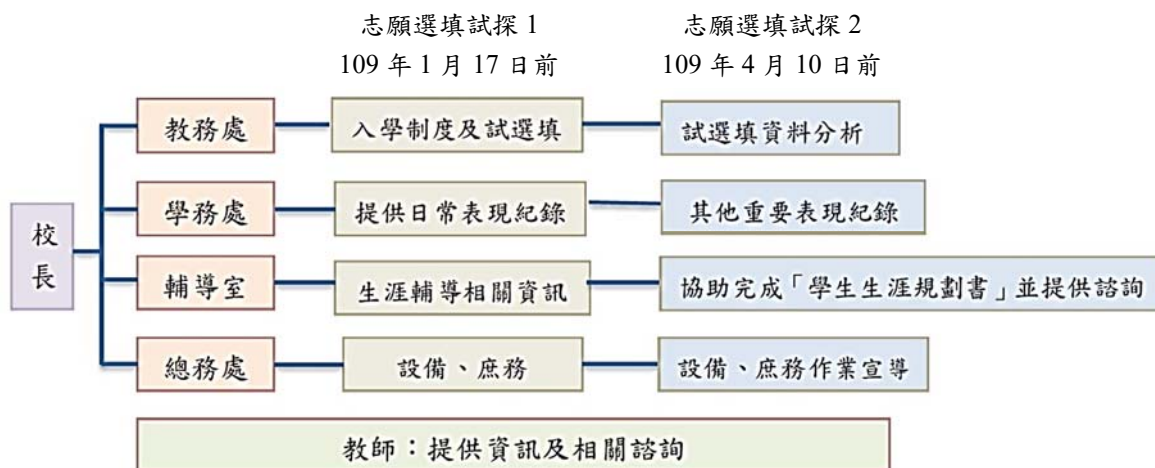 志願選填試探 1
109 年 1 月 17 日前
志願選填試探 2
109 年 4 月 10 日前
校長
教務處
入學制度及試選填
試選填資料分析
學務處
提供日常表現紀錄
其他重要表現紀錄
輔導室
生涯輔導相關資訊
協助完成「學生生涯規劃書」並提供諮詢
總務處
設備、庶務
設備、庶務作業宣導
教師：提供資訊及相關諮詢